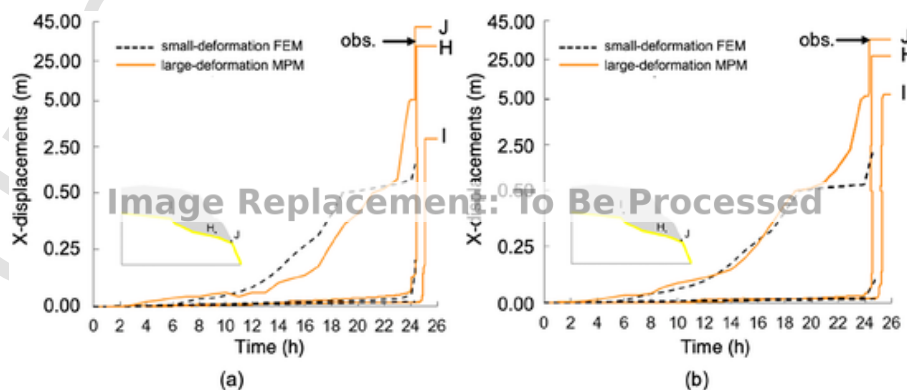 45.00
25.00
5.00
2.50
0.50
0.25
0.00
X-displacements (m)
small-deformation FEM
large-deformation MPM
obs.
J
H
I
H
J
0 2 4 6 8 10 12 14 16 18 20 22 24 26
Time (h)
(a)
45.00
25.00
5.00
2.50
0.50
0.25
0.00
X-displacements (m)
small-deformation FEM
large-deformation MPM
obs.
J
H
I
H
J
0 2 4 6 8 10 12 14 16 18 20 22 24 26
Time (h)
(b)
Image Replacement: To Be Processed